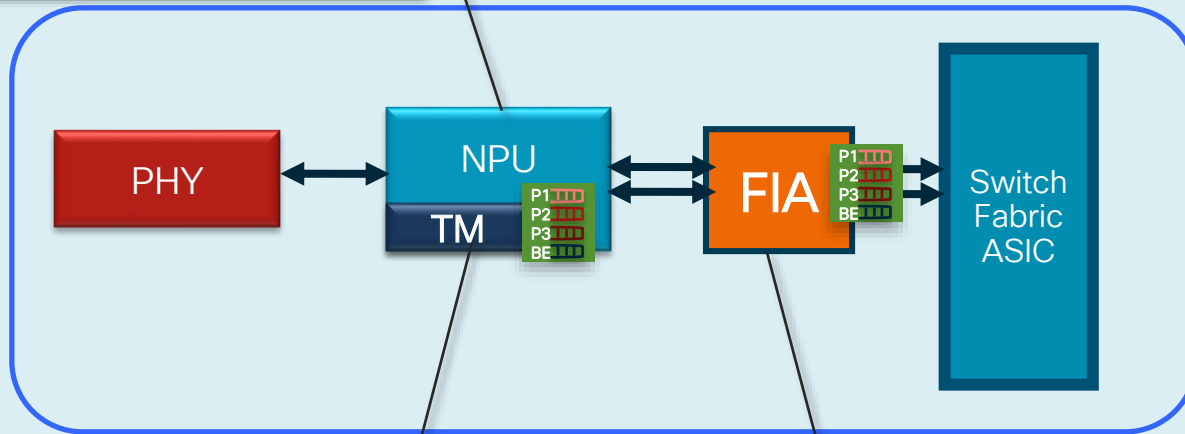 PHY
NPU
TM
P1
P2
P3
BE
FIA
P1
P2
P3
BE
Switch
Fabric
ASIC